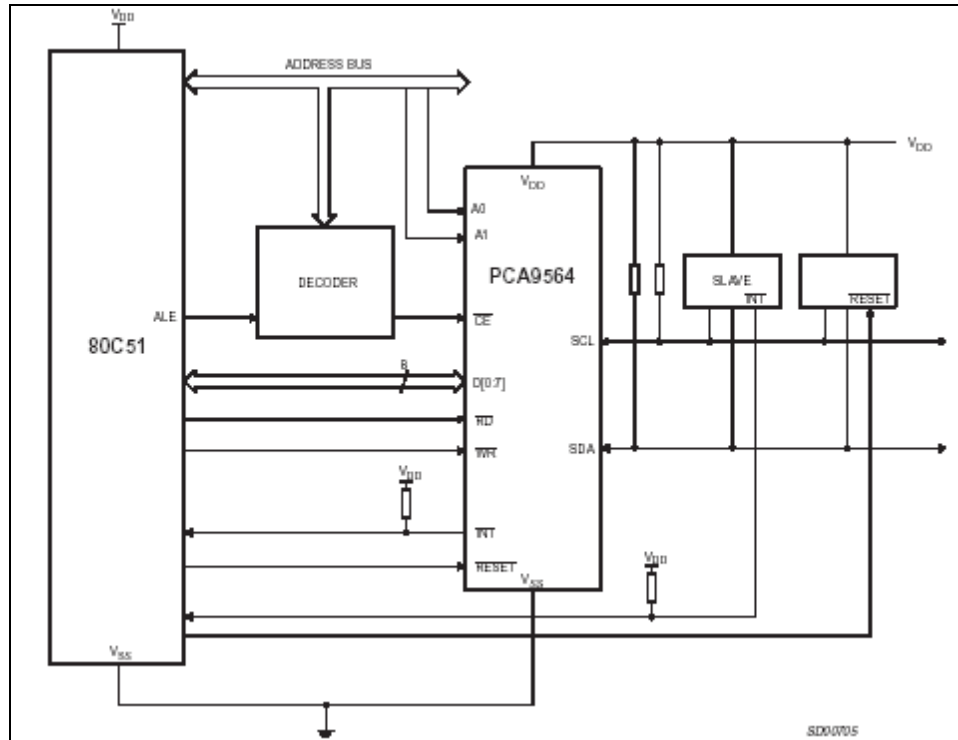 VDD
ADDRESS BUS
VDD
VDD
A0
A1
PCA9564
DECODER
SLAVE
INT
RESET
ALE
CE
SCL
80C51
8
D[0:7]
RD
SDA
WR
VDD
INT
VDD
RESET
VSS
VSS
SD00705